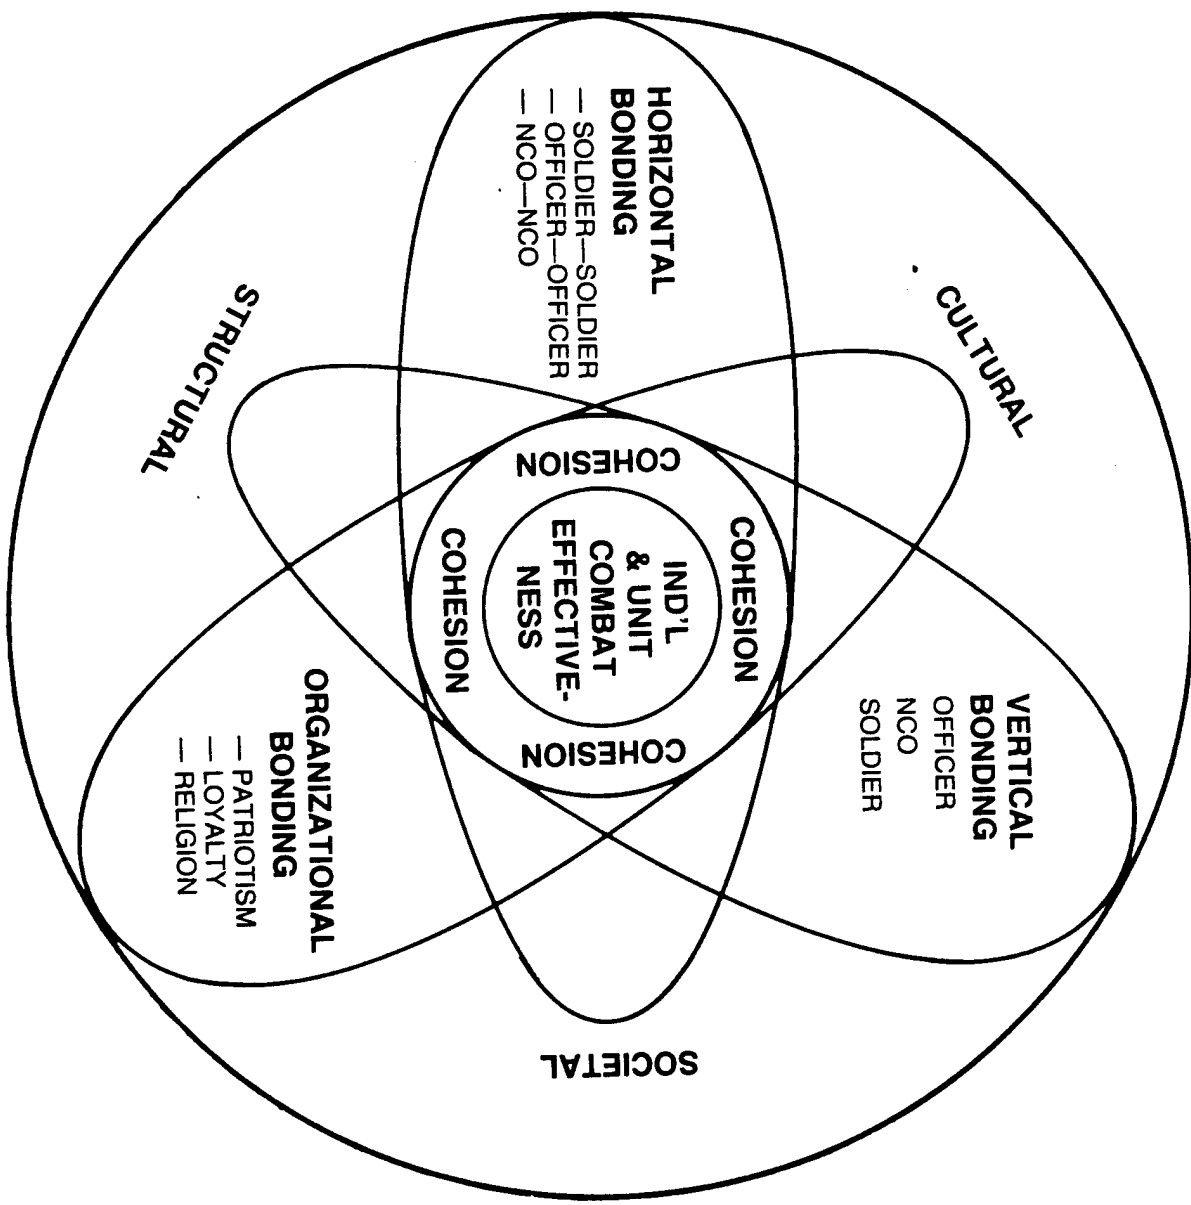 CULTURAL
HORIZONTAL
BONDING
— SOLDIER—SOLDIER
— OFFICER—OFFICER
— NCO—NCO
STRUCTURAL
VERTICAL
BONDING
OFFICER
NCO
SOLDIER
COHESION
COHESION
IND'L
& UNIT
COMBAT
EFFECTIVE-
NESS
COHESION
COHESION
SOCIETAL
ORGANIZATIONAL
BONDING
— PATRIOTISM
— LOYALTY
— RELIGION